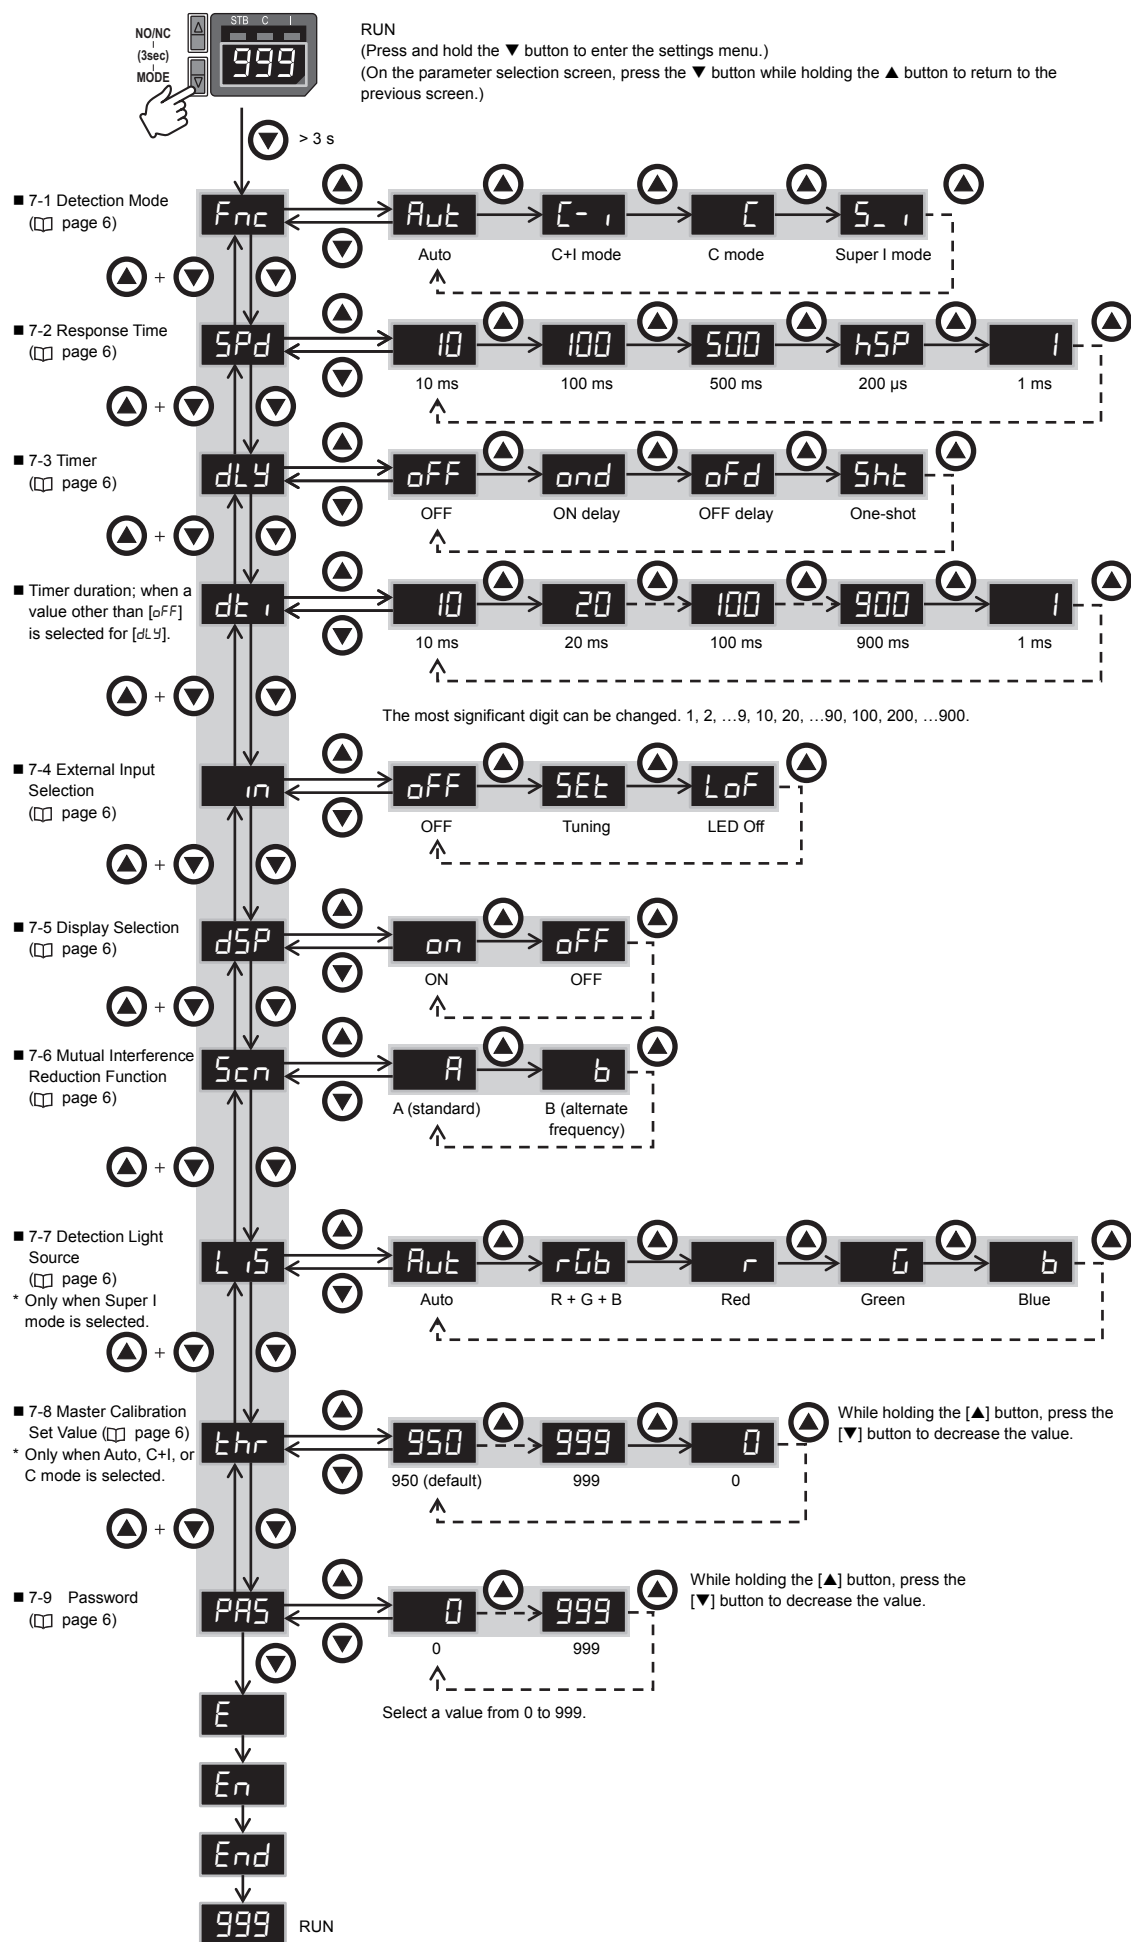 STB C I
NO/NC
(3sec)
MODE
999
RUN
(Press and hold the ▼ button to enter the settings menu.)
(On the parameter selection screen, press the ▼ button while holding the ▲ button to return to the
previous screen.)
> 3 s
■ 7-1 Detection Mode
( page 6)
Fnc
Aut
C-i
C
S_i
Auto
C+I mode
C mode
Super I mode
+
■ 7-2 Response Time
( page 6)
SPd
10
100
500
hSP
1
10 ms
100 ms
500 ms
200 µs
1 ms
+
■ 7-3 Timer
( page 6)
dLY
oFF
ond
oFd
Sht
OFF
ON delay
OFF delay
One-shot
+
■ Timer duration; when a
value other than [oFF]
is selected for [dLY].
dti
10
20
100
900
1
10 ms
20 ms
100 ms
900 ms
1 ms
+
The most significant digit can be changed. 1, 2, …9, 10, 20, …90, 100, 200, …900.
■ 7-4 External Input
Selection
( page 6)
in
oFF
SEt
LoF
OFF
Tuning
LED Off
+
■ 7-5 Display Selection
( page 6)
dSP
on
oFF
ON
OFF
+
■ 7-6 Mutual Interference
Reduction Function
( page 6)
Scn
A
b
A (standard)
B (alternate
frequency)
+
■ 7-7 Detection Light
Source
( page 6)
* Only when Super I
mode is selected.
LiS
Aut
rGb
r
G
b
Auto
R + G + B
Red
Green
Blue
+
■ 7-8 Master Calibration
Set Value ( page 6)
* Only when Auto, C+I, or
C mode is selected.
thr
950
999
0
950 (default)
999
0
While holding the [▲] button, press the
[▼] button to decrease the value.
+
■ 7-9 Password
( page 6)
PAS
0
999
0
999
While holding the [▲] button, press the
[▼] button to decrease the value.
Select a value from 0 to 999.
E
En
End
999
RUN